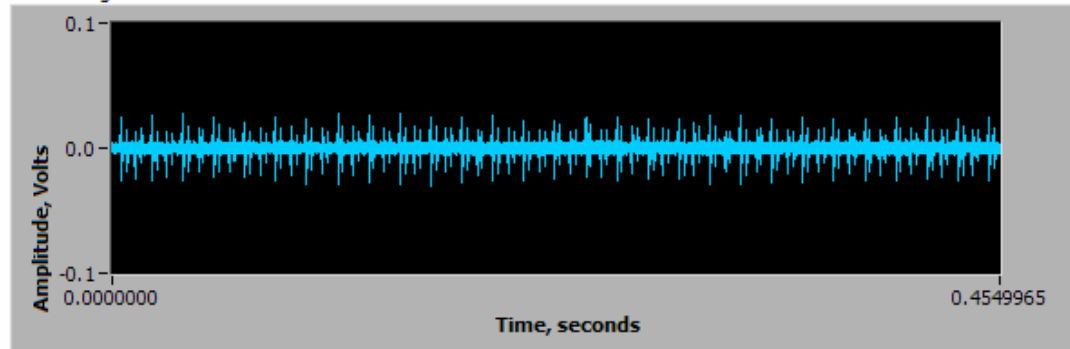 0.1
0.0
-0.1
Amplitude, Volts
0.0000000
0.4549965
Time, seconds